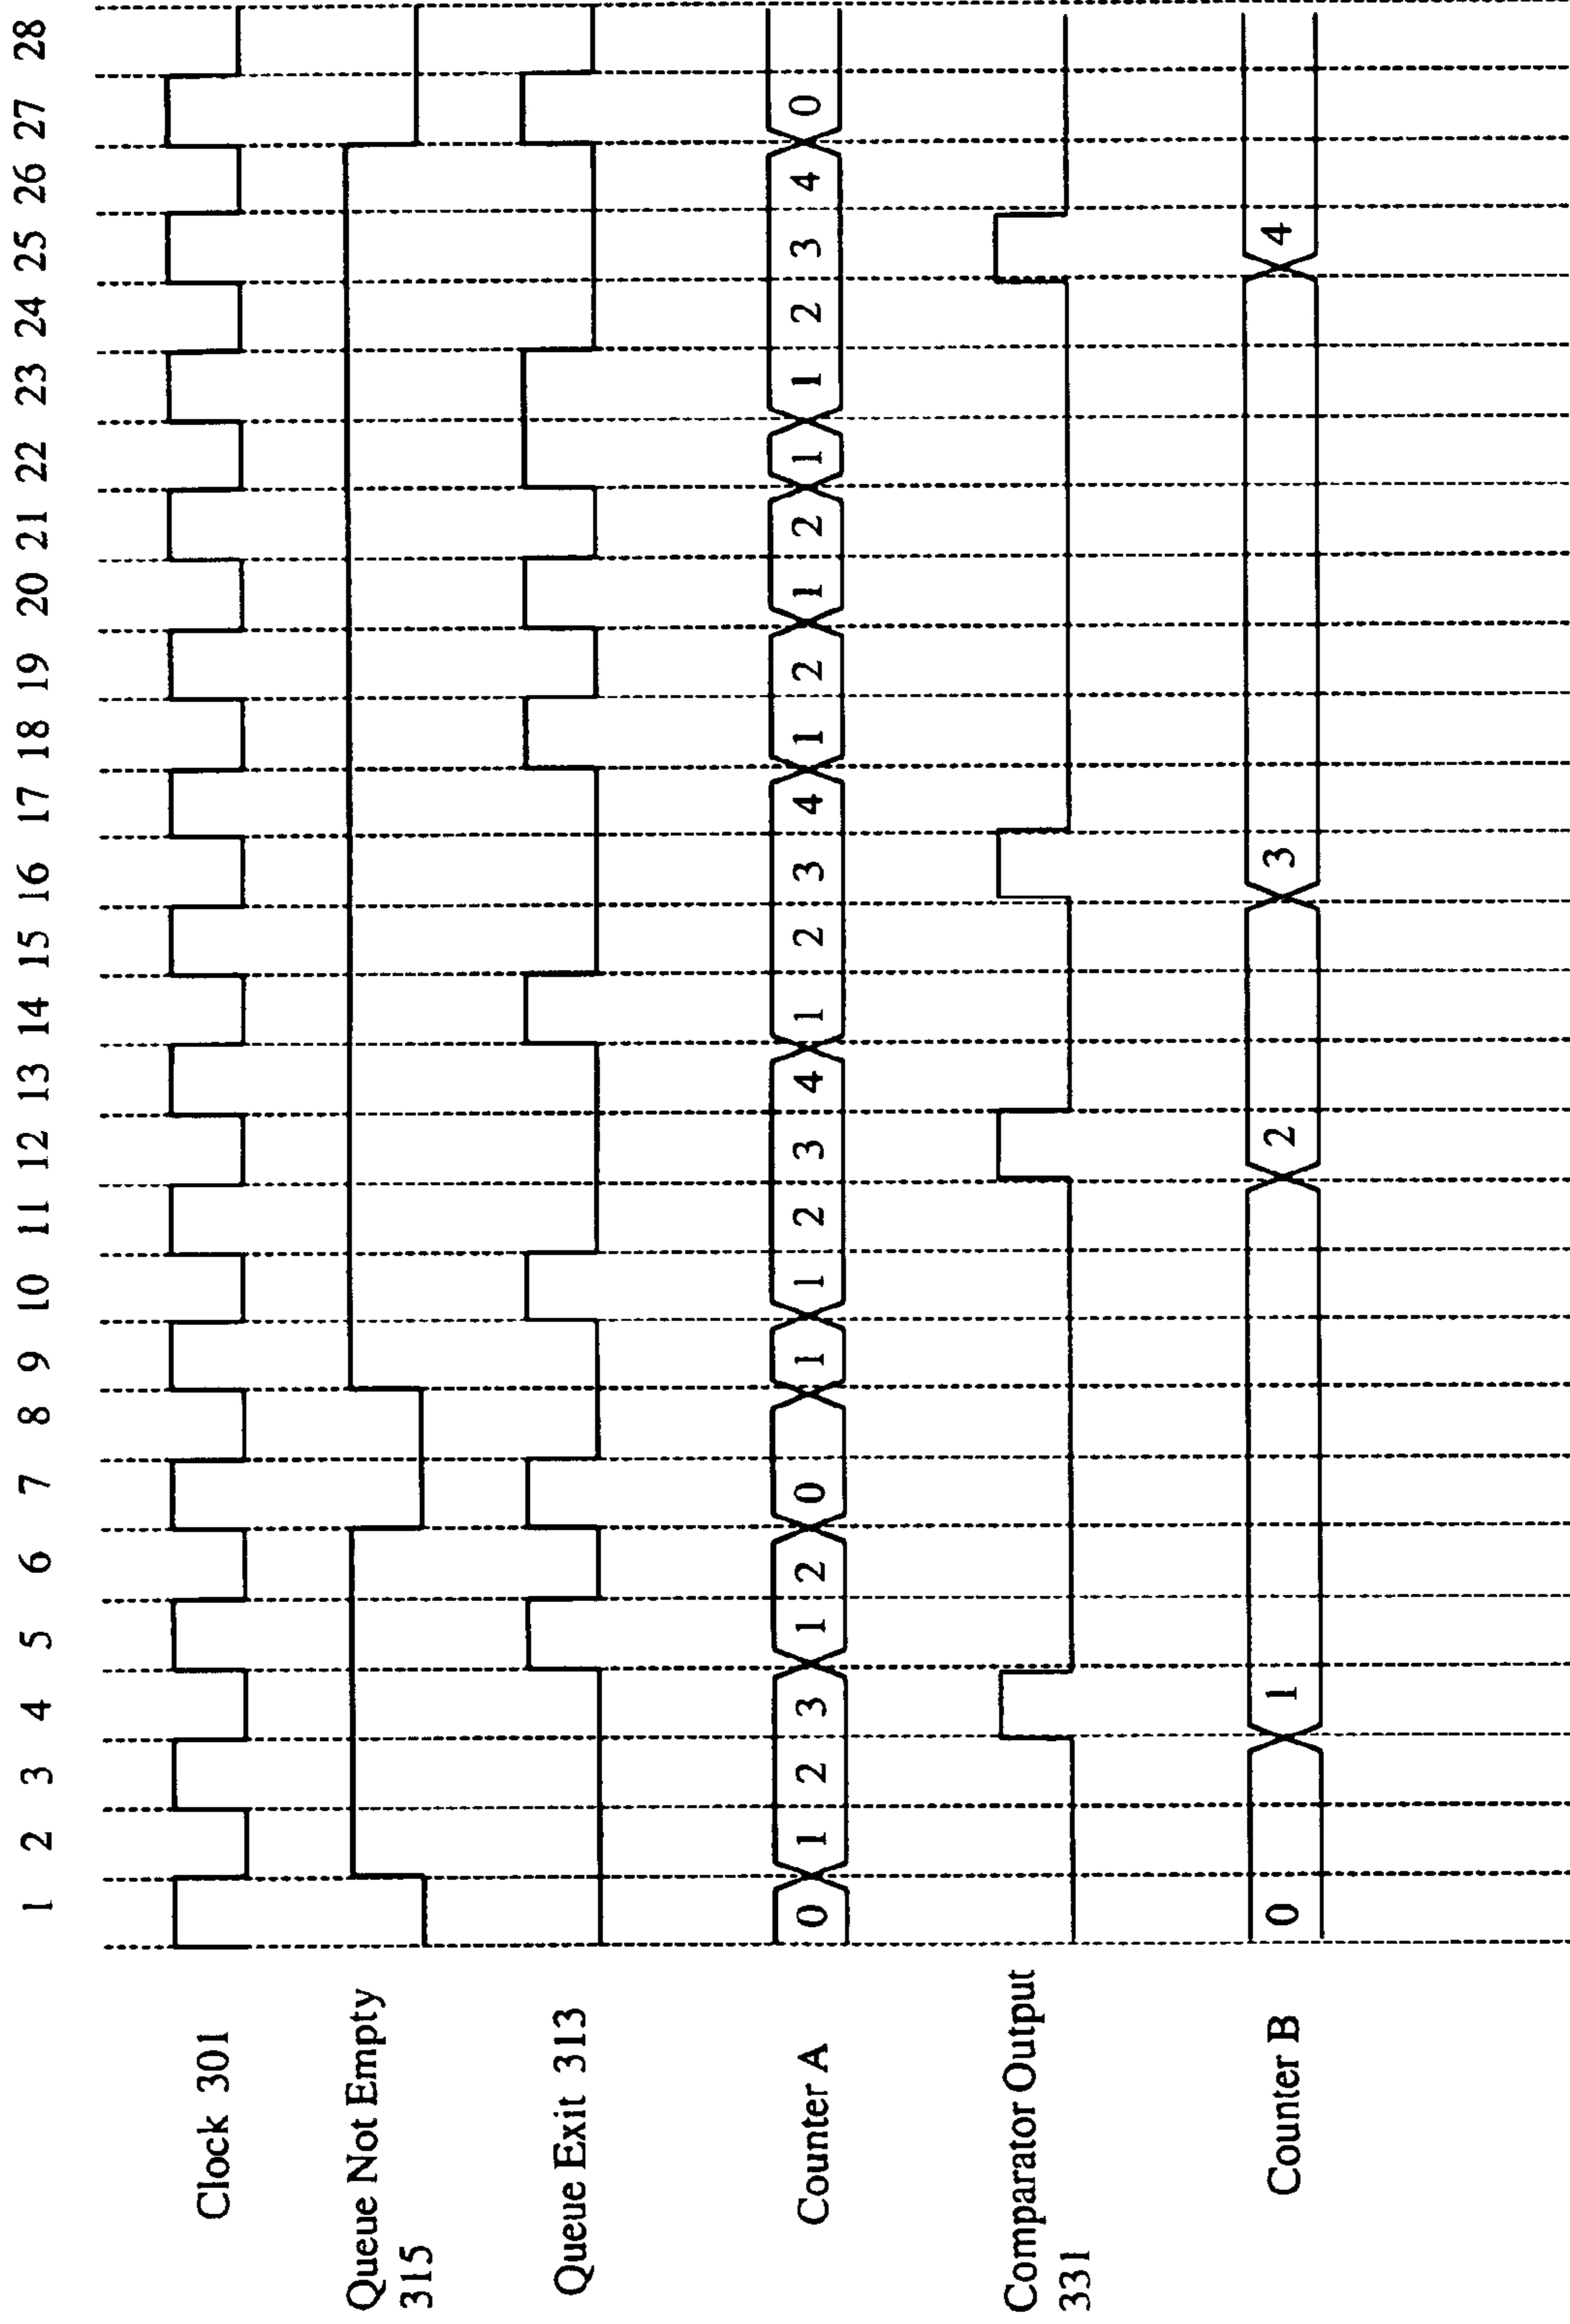 1 2 3 4 5 6 7 8 9 10 11 12 13 14 15 16 17 18 19 20 21 22 23 24 25 26 27 28
Clock 301
Queue Not Empty
315
Queue Exit 313
Counter A 0 1 2 3 1 2 0 1 1 2 3 4 1 2 3 4 1 2 1 2 1 1 2 3 4 0
Comparator Output
331
Counter B 0 1 2 3 4